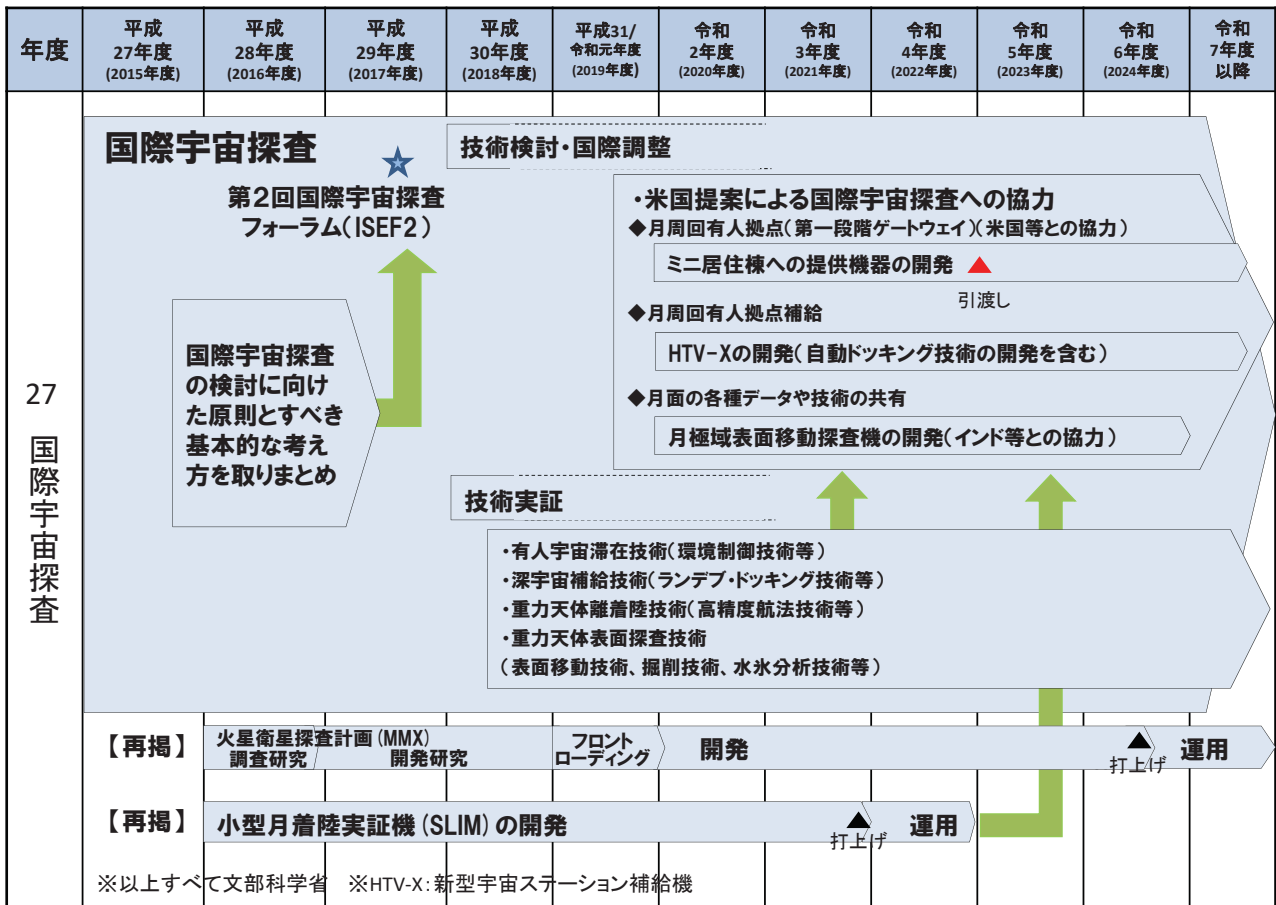 年度
平成
27年度
(2015年度)
平成
28年度
(2016年度)
平成
29年度
(2017年度)
平成
30年度
(2018年度)
平成31/
令和元年度
(2019年度)
令和
2年度
(2020年度)
令和
3年度
(2021年度)
令和
4年度
(2022年度)
令和
5年度
(2023年度)
令和
6年度
(2024年度)
令和
7年度
以降
27
国際宇宙探査
国際宇宙探査
第2回国際宇宙探査
フォーラム(ISEF2)
国際宇宙探査
の検討に向け
た原則とすべき
基本的な考え
方を取りまとめ
技術検討・国際調整
・米国提案による国際宇宙探査への協力
◆月周回有人拠点(第一段階ゲートウェイ)(米国等との協力)
ミニ居住棟への提供機器の開発
引渡し
◆月周回有人拠点補給
HTV-Xの開発(自動ドッキング技術の開発を含む)
◆月面の各種データや技術の共有
月極域表面移動探査機の開発(インド等との協力)
技術実証
・有人宇宙滞在技術(環境制御技術等)
・深宇宙補給技術(ランデブ・ドッキング技術等)
・重力天体離着陸技術(高精度航法技術等)
・重力天体表面探査技術
(表面移動技術、掘削技術、水氷分析技術等)
【再掲】
火星衛星探査計画(MMX)
調査研究
開発研究
フロント
ローディング
開発
打上げ
運用
【再掲】
小型月着陸実証機(SLIM)の開発
打上げ
運用
※以上すべて文部科学省 ※HTV-X:新型宇宙ステーション補給機